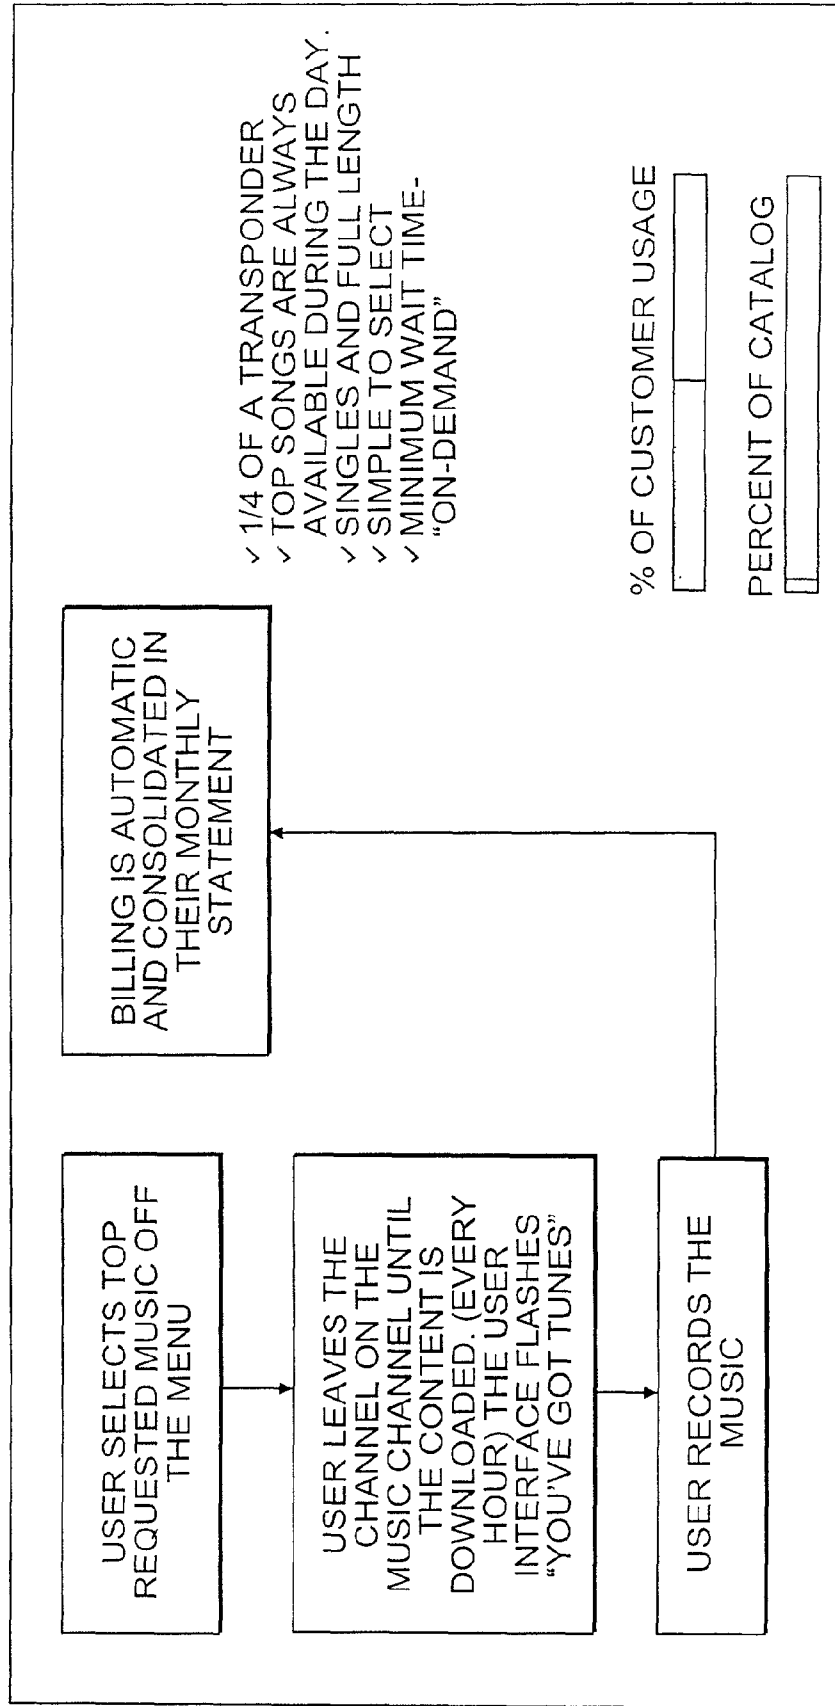 USER SELECTS TOP
REQUESTED MUSIC OFF
THE MENU
USER LEAVES THE
CHANNEL ON THE
MUSIC CHANNEL UNTIL
THE CONTENT IS
DOWNLOADED. (EVERY
HOUR) THE USER
INTERFACE FLASHES
"YOU'VE GOT TUNES"
USER RECORDS THE
MUSIC
BILLING IS AUTOMATIC
AND CONSOLIDATED IN
THEIR MONTHLY
STATEMENT
✓ 1/4 OF A TRANSPONDER
✓ TOP SONGS ARE ALWAYS
AVAILABLE DURING THE DAY.
✓ SINGLES AND FULL LENGTH
✓ SIMPLE TO SELECT
✓ MINIMUM WAIT TIME-
"ON-DEMAND"
% OF CUSTOMER USAGE
PERCENT OF CATALOG